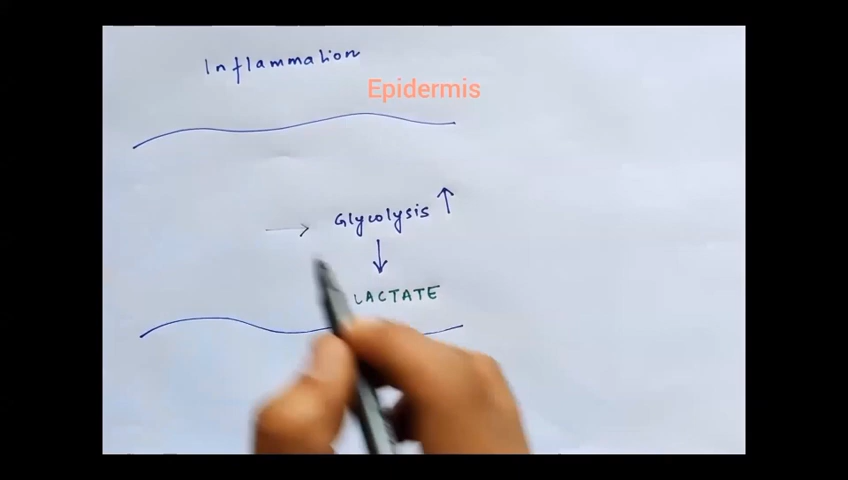 Inflammation
Epidermis
Glycolysis ↑
LACTATE